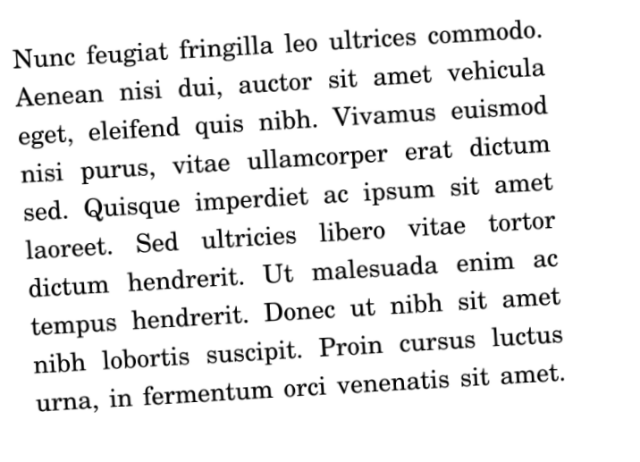 Nunc feugiat fringilla leo ultrices commodo.
Aenean nisi dui, auctor sit amet vehicula
eget, eleifend quis nibh. Vivamus euismod
nisi purus, vitae ullamcorper erat dictum
sed. Quisque imperdiet ac ipsum sit amet
laoreet. Sed ultricies libero vitae tortor
dictum hendrerit. Ut malesuada enim ac
tempus hendrerit. Donec ut nibh sit amet
nibh lobortis suscipit. Proin cursus luctus
urna, in fermentum orci venenatis sit amet.